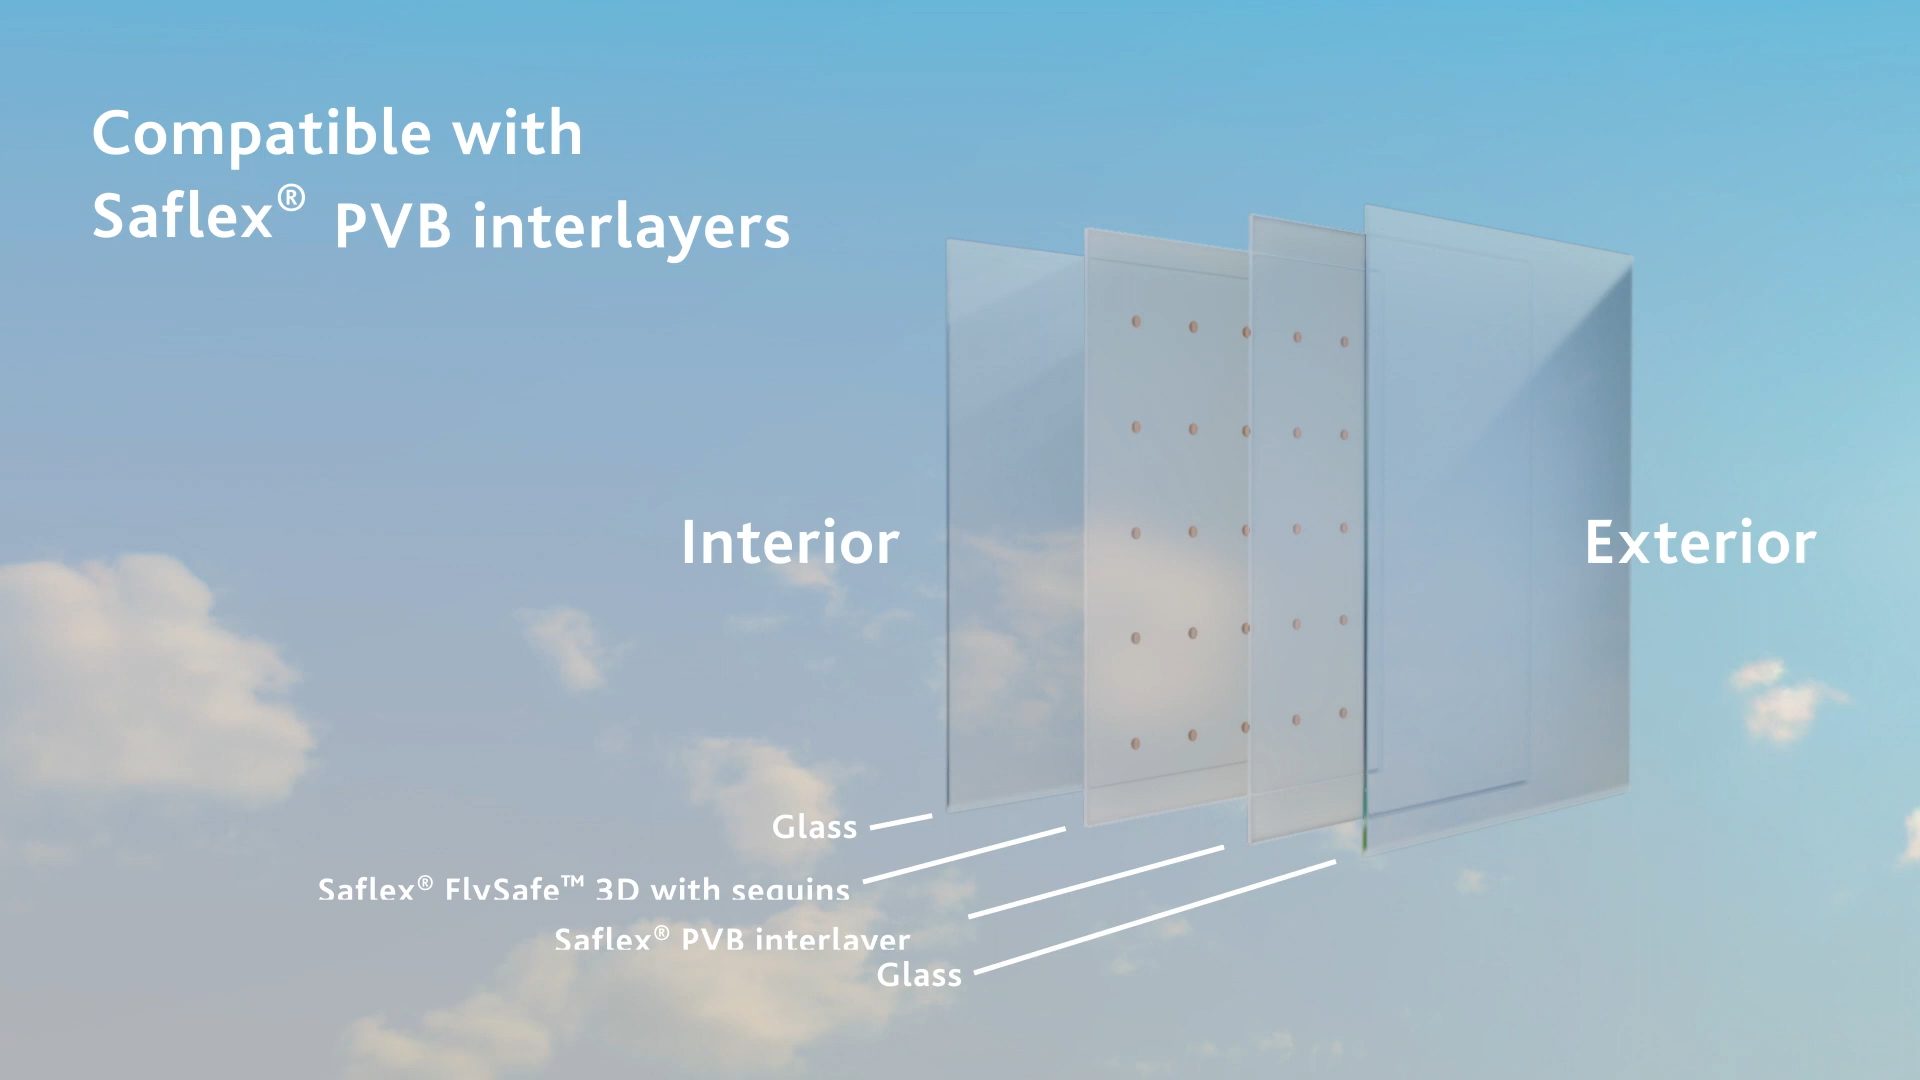 Compatible with
Saflex® PVB interlayers
Interior
Exterior
Glass
Saflex® FlySafe™ 3D with sequins
Saflex® PVB interlayer
Glass